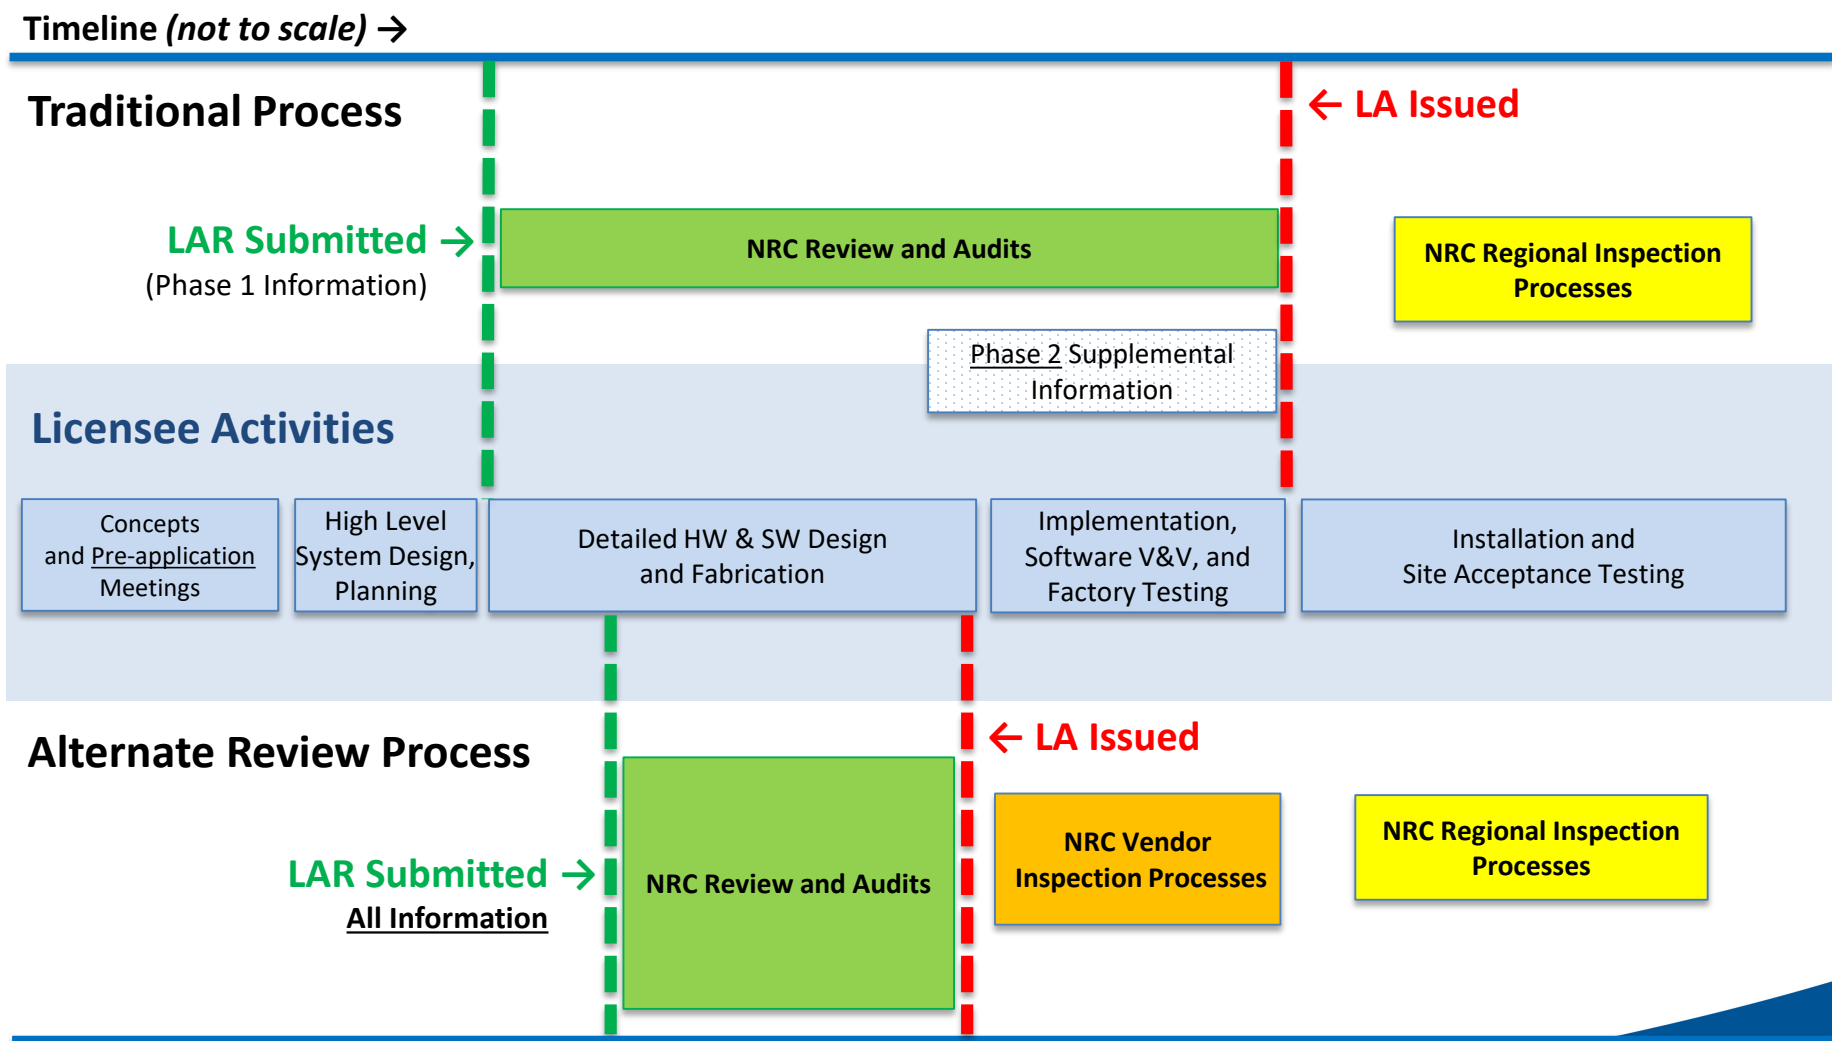 Timeline (not to scale) →
Traditional Process
← LA Issued
LAR Submitted →
(Phase 1 Information)
NRC Review and Audits
NRC Regional Inspection
Processes
Phase 2 Supplemental
Information
Licensee Activities
Concepts
and Pre-application
Meetings
High Level
System Design,
Planning
Detailed HW & SW Design
and Fabrication
Implementation,
Software V&V, and
Factory Testing
Installation and
Site Acceptance Testing
Alternate Review Process
← LA Issued
LAR Submitted →
All Information
NRC Review and Audits
NRC Vendor
Inspection Processes
NRC Regional Inspection
Processes